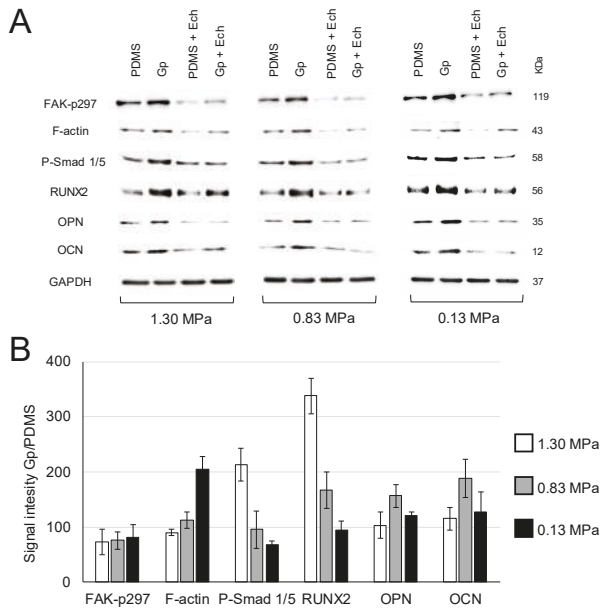 A
PDMS Gp PDMS + Ech Gp + Ech PDMS Gp PDMS + Ech Gp + Ech PDMS Gp PDMS + Ech Gp + Ech KDa
FAK-p297 119
F-actin 43
P-Smad 1/5 58
RUNX2 56
OPN 35
OCN 12
GAPDH 37
1.30 MPa 0.83 MPa 0.13 MPa
B
Signal intesity Gp/PDMS
400
300
200
100
0
FAK-p297 F-actin P-Smad 1/5 RUNX2 OPN OCN
1.30 MPa
0.83 MPa
0.13 MPa